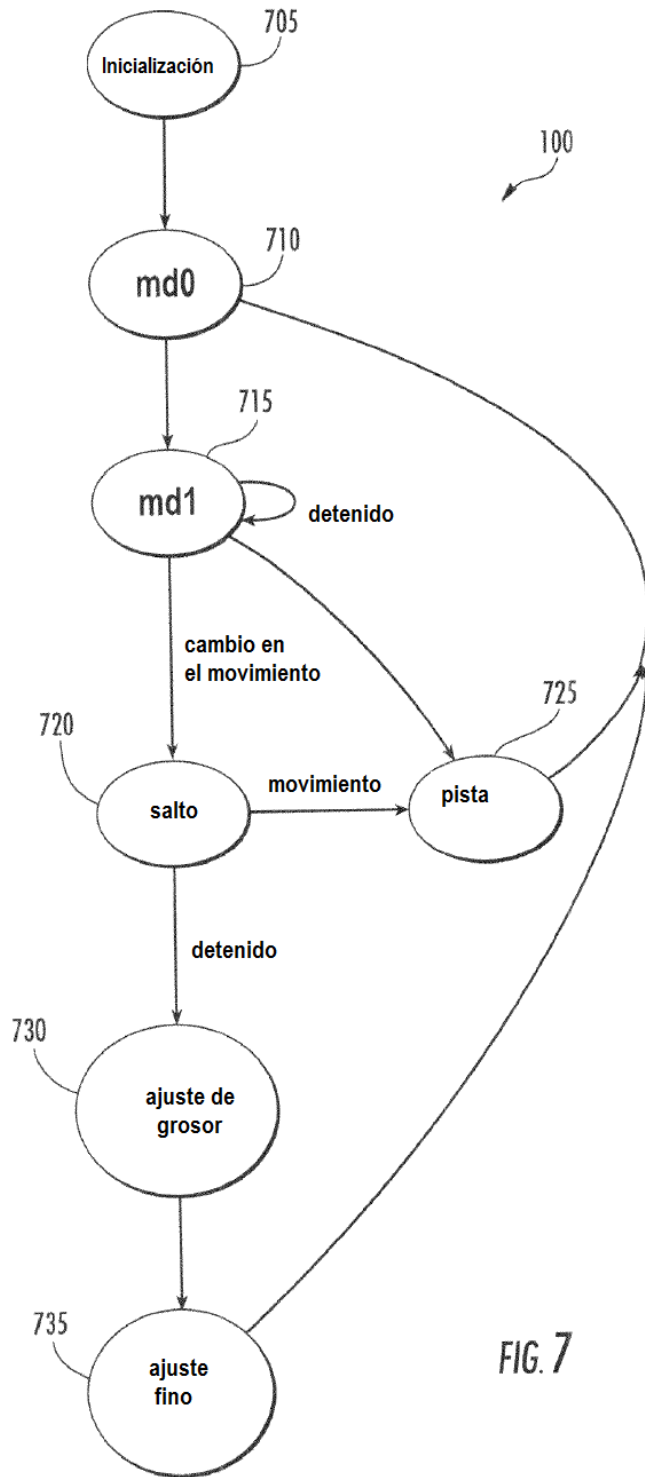 705
Inicialización
100
710
md0
715
md1
detenido
cambio en
el movimiento
720
725
salto
movimiento
pista
detenido
730
ajuste de
grosor
735
ajuste
fino
FIG. 7